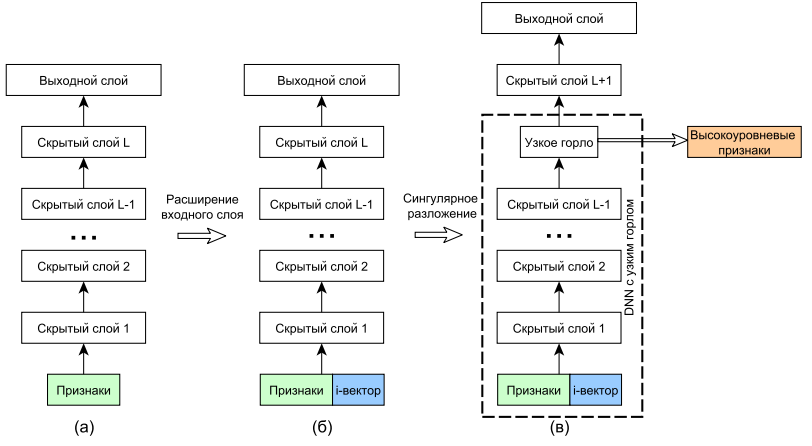 Выходной слой
Скрытый слой L
Скрытый слой L-1
...
Скрытый слой 2
Скрытый слой 1
Признаки
(а)
Расширение
входного слоя
Выходной слой
Скрытый слой L
Скрытый слой L-1
...
Скрытый слой 2
Скрытый слой 1
Признаки i-вектор
(б)
Сингулярное
разложение
Выходной слой
Скрытый слой L+1
Узкое горло
Скрытый слой L-1
...
Скрытый слой 2
Скрытый слой 1
Признаки i-вектор
(в)
DNN с узким горлом
Высокоуровневые
признаки